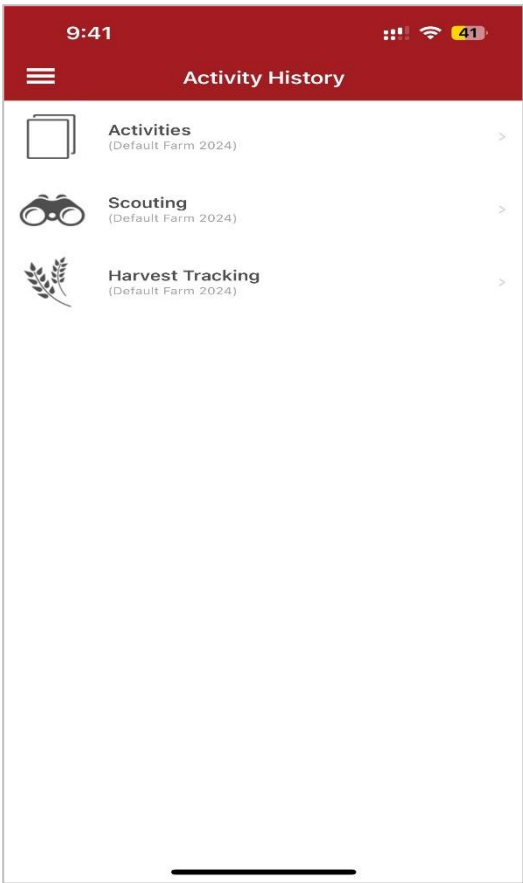 9:41
41
Activity History
Activities
(Default Farm 2024)
>
Scouting
(Default Farm 2024)
>
Harvest Tracking
(Default Farm 2024)
>